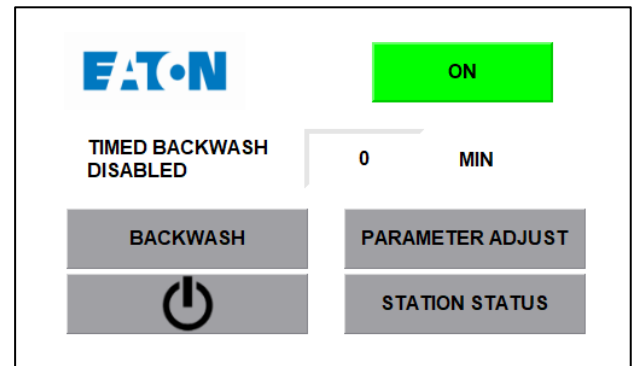 EATON
ON
TIMED BACKWASH
DISABLED
0 MIN
BACKWASH
PARAMETER ADJUST
STATION STATUS